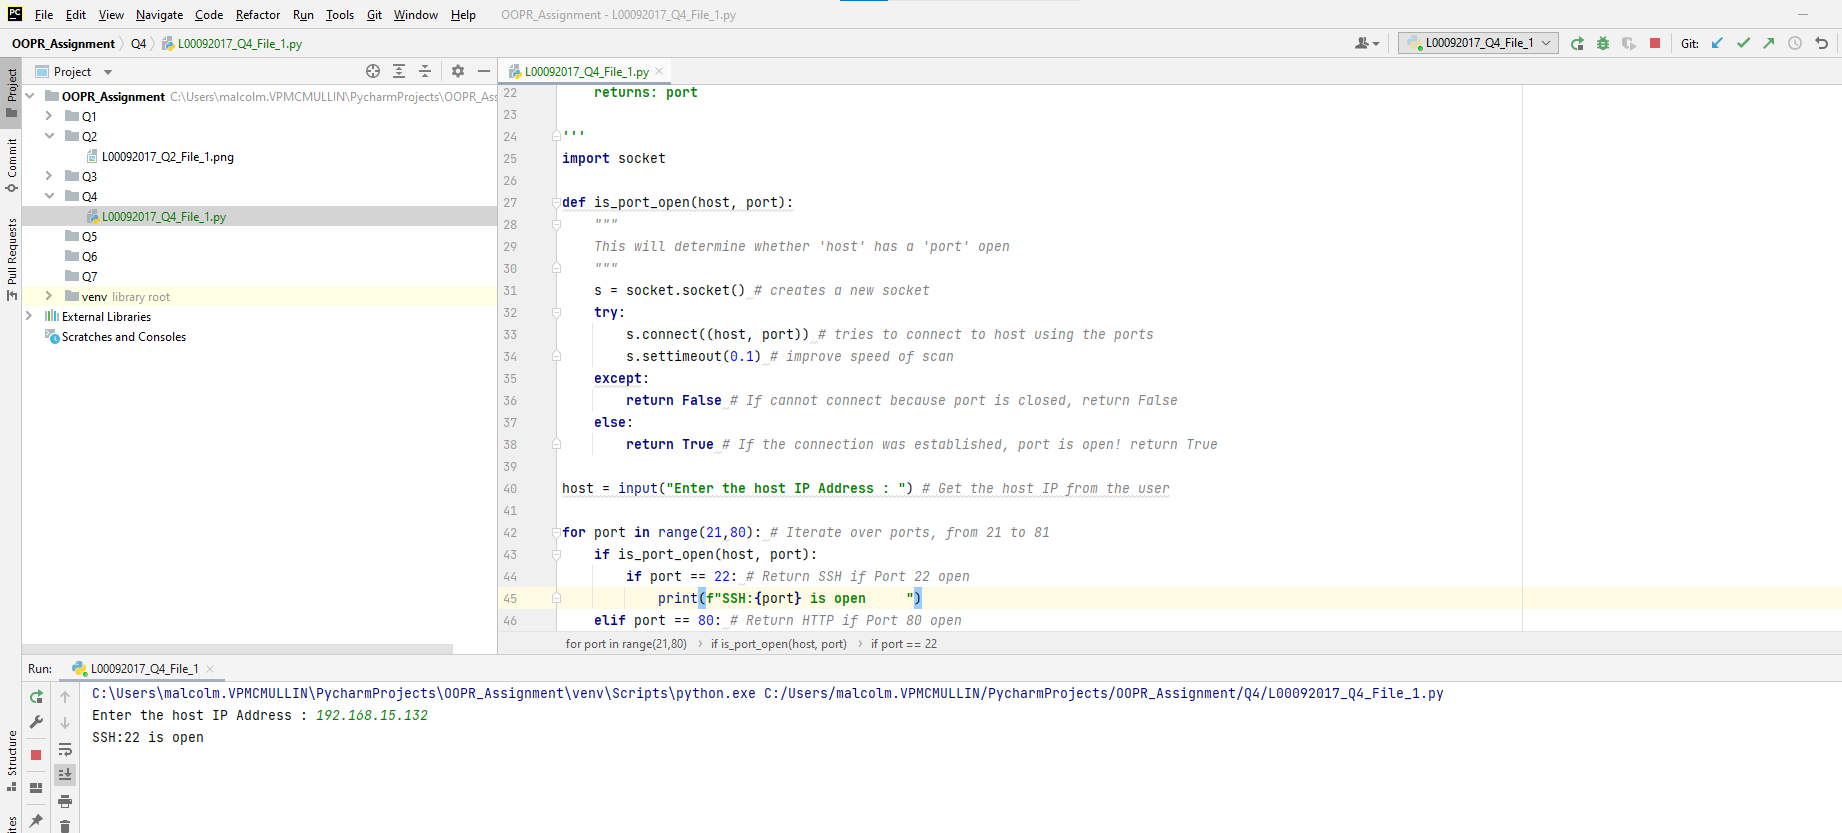 PC File Edit View Navigate Code Refactor Run Tools Git Window Help OOPR_Assignment - L00092017_Q4_File_1.py
OOPR_Assignment Q4 L00092017_Q4_File_1.py L00092017_Q4_File_1 Git:
Project L00092017_Q4_File_1.py
Project
Commit
Pull Requests
Structure
OOPR_Assignment C:\Users\malcolm.VPMCMULLIN\PycharmProjects\OOPR_Ass
Q1
Q2
L00092017_Q2_File_1.png
Q3
Q4
L00092017_Q4_File_1.py
Q5
Q6
Q7
venv library root
External Libraries
Scratches and Consoles
22 returns: port
23
24 '''
25 import socket
26
27 def is_port_open(host, port):
28 """
29 This will determine whether 'host' has a 'port' open
30 """
31 s = socket.socket() # creates a new socket
32 try:
33 s.connect((host, port)) # tries to connect to host using the ports
34 s.settimeout(0.1) # improve speed of scan
35 except:
36 return False # If cannot connect because port is closed, return False
37 else:
38 return True # If the connection was established, port is open! return True
39
40 host = input("Enter the host IP Address : ") # Get the host IP from the user
41
42 for port in range(21,80): # Iterate over ports, from 21 to 81
43 if is_port_open(host, port):
44 if port == 22: # Return SSH if Port 22 open
45 print(f"SSH:{port} is open     ")
46 elif port == 80: # Return HTTP if Port 80 open
for port in range(21,80) › if is_port_open(host, port) › if port == 22
Run: L00092017_Q4_File_1
C:\Users\malcolm.VPMCMULLIN\PycharmProjects\OOPR_Assignment\venv\Scripts\python.exe C:/Users/malcolm.VPMCMULLIN/PycharmProjects/OOPR_Assignment/Q4/L00092017_Q4_File_1.py
Enter the host IP Address : 192.168.15.132
SSH:22 is open